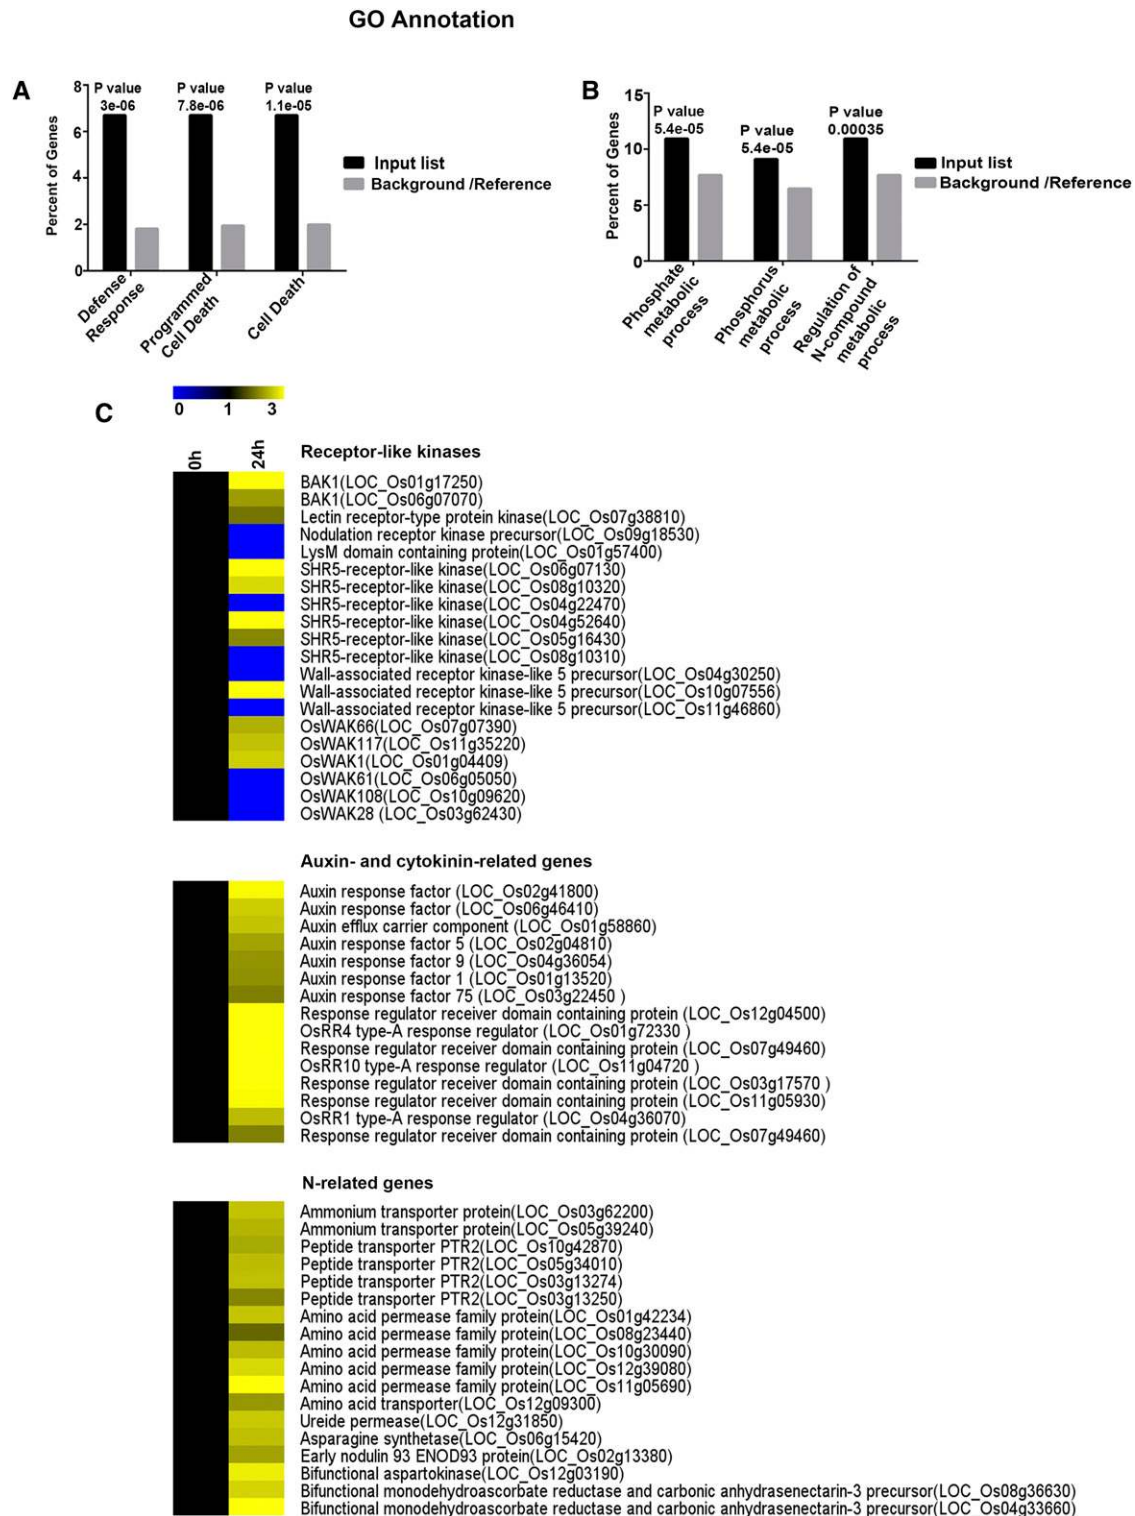 GO Annotation
A
8
6
4
2
0
Percent of Genes
P value
3e-06
P value
7.8e-06
P value
1.1e-05
Input list
Background /Reference
Defense
Response
Programmed
Cell Death
Cell Death
B
15
10
5
0
Percent of Genes
P value
5.4e-05
P value
5.4e-05
P value
0.00035
Input list
Background /Reference
Phosphate
metabolic
process
Phosphorus
metabolic
process
Regulation of
N-compound
metabolic
process
C
0 1 3
0h 24h
Receptor-like kinases
BAK1(LOC_Os01g17250)
BAK1(LOC_Os06g07070)
Lectin receptor-type protein kinase(LOC_Os07g38810)
Nodulation receptor kinase precursor(LOC_Os09g18530)
LysM domain containing protein(LOC_Os01g57400)
SHR5-receptor-like kinase(LOC_Os06g07130)
SHR5-receptor-like kinase(LOC_Os08g10320)
SHR5-receptor-like kinase(LOC_Os04g22470)
SHR5-receptor-like kinase(LOC_Os04g52640)
SHR5-receptor-like kinase(LOC_Os05g16430)
SHR5-receptor-like kinase(LOC_Os08g10310)
Wall-associated receptor kinase-like 5 precursor(LOC_Os04g30250)
Wall-associated receptor kinase-like 5 precursor(LOC_Os10g07556)
Wall-associated receptor kinase-like 5 precursor(LOC_Os11g46860)
OsWAK66(LOC_Os07g07390)
OsWAK117(LOC_Os11g35220)
OsWAK1(LOC_Os01g04409)
OsWAK61(LOC_Os06g05050)
OsWAK108(LOC_Os10g09620)
OsWAK28 (LOC_Os03g62430)
Auxin- and cytokinin-related genes
Auxin response factor (LOC_Os02g41800)
Auxin response factor (LOC_Os06g46410)
Auxin efflux carrier component (LOC_Os01g58860)
Auxin response factor 5 (LOC_Os02g04810)
Auxin response factor 9 (LOC_Os04g36054)
Auxin response factor 1 (LOC_Os01g13520)
Auxin response factor 75 (LOC_Os03g22450 )
Response regulator receiver domain containing protein (LOC_Os12g04500)
OsRR4 type-A response regulator (LOC_Os01g72330 )
Response regulator receiver domain containing protein (LOC_Os07g49460)
OsRR10 type-A response regulator (LOC_Os11g04720 )
Response regulator receiver domain containing protein (LOC_Os03g17570 )
Response regulator receiver domain containing protein (LOC_Os11g05930)
OsRR1 type-A response regulator (LOC_Os04g36070)
Response regulator receiver domain containing protein (LOC_Os07g49460)
N-related genes
Ammonium transporter protein(LOC_Os03g62200)
Ammonium transporter protein(LOC_Os05g39240)
Peptide transporter PTR2(LOC_Os10g42870)
Peptide transporter PTR2(LOC_Os05g34010)
Peptide transporter PTR2(LOC_Os03g13274)
Peptide transporter PTR2(LOC_Os03g13250)
Amino acid permease family protein(LOC_Os01g42234)
Amino acid permease family protein(LOC_Os08g23440)
Amino acid permease family protein(LOC_Os10g30090)
Amino acid permease family protein(LOC_Os12g39080)
Amino acid permease family protein(LOC_Os11g05690)
Amino acid transporter(LOC_Os12g09300)
Ureide permease(LOC_Os12g31850)
Asparagine synthetase(LOC_Os06g15420)
Early nodulin 93 ENOD93 protein(LOC_Os02g13380)
Bifunctional aspartokinase(LOC_Os12g03190)
Bifunctional monodehydroascorbate reductase and carbonic anhydrasenectarin-3 precursor(LOC_Os08g36630)
Bifunctional monodehydroascorbate reductase and carbonic anhydrasenectarin-3 precursor(LOC_Os04g33660)